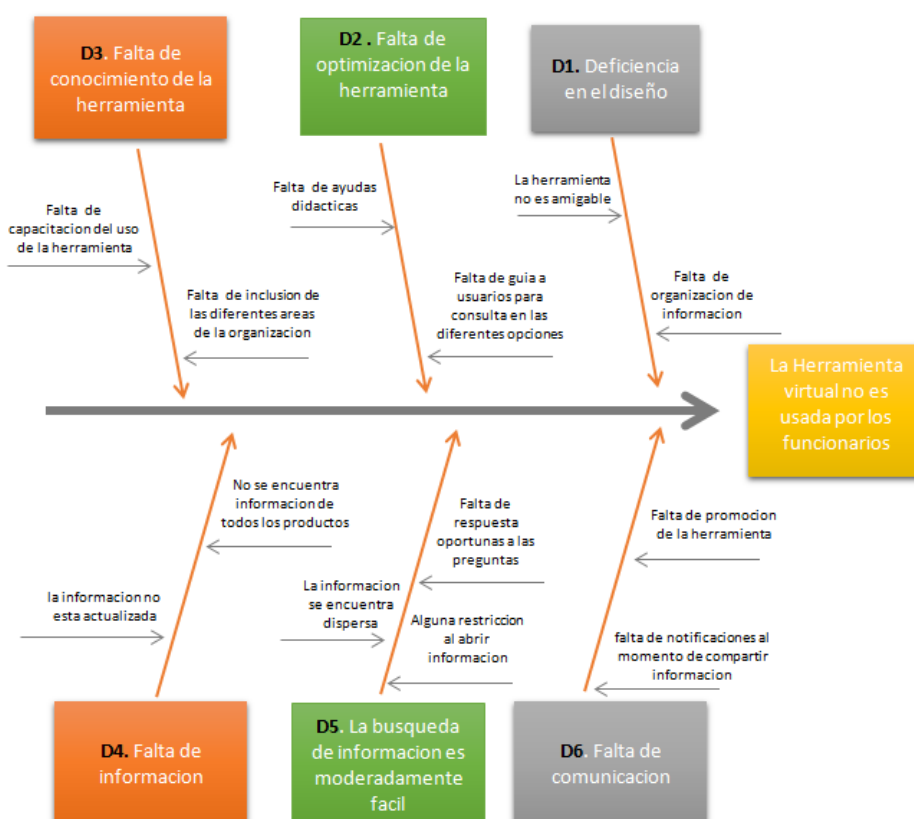 D3. Falta de
conocimiento de la
herramienta
D2 . Falta de
optimizacion de la
herramienta
D1. Deficiencia
en el diseño
Falta de
capacitacion del uso
de la herramienta
Falta de inclusion de
las diferentes areas
de la organizacion
Falta de ayudas
didacticas
Falta de guia a
usuarios para
consulta en las
diferentes opciones
La herramienta
no es amigable
Falta de
organizacion de
informacion
La Herramienta
virtual no es
usada por los
funcionarios
No se encuentra
informacion de
todos los productos
la informacion no
esta actualizada
Falta de
respuesta
oportunas a las
preguntas
La informacion
se encuentra
dispersa
Alguna restriccion
al abrir
informacion
Falta de promocion
de la herramienta
falta de notificaciones al
momento de compartir
informacion
D4. Falta de
informacion
D5. La busqueda
de informacion es
moderadamente
facil
D6. Falta de
comunicacion